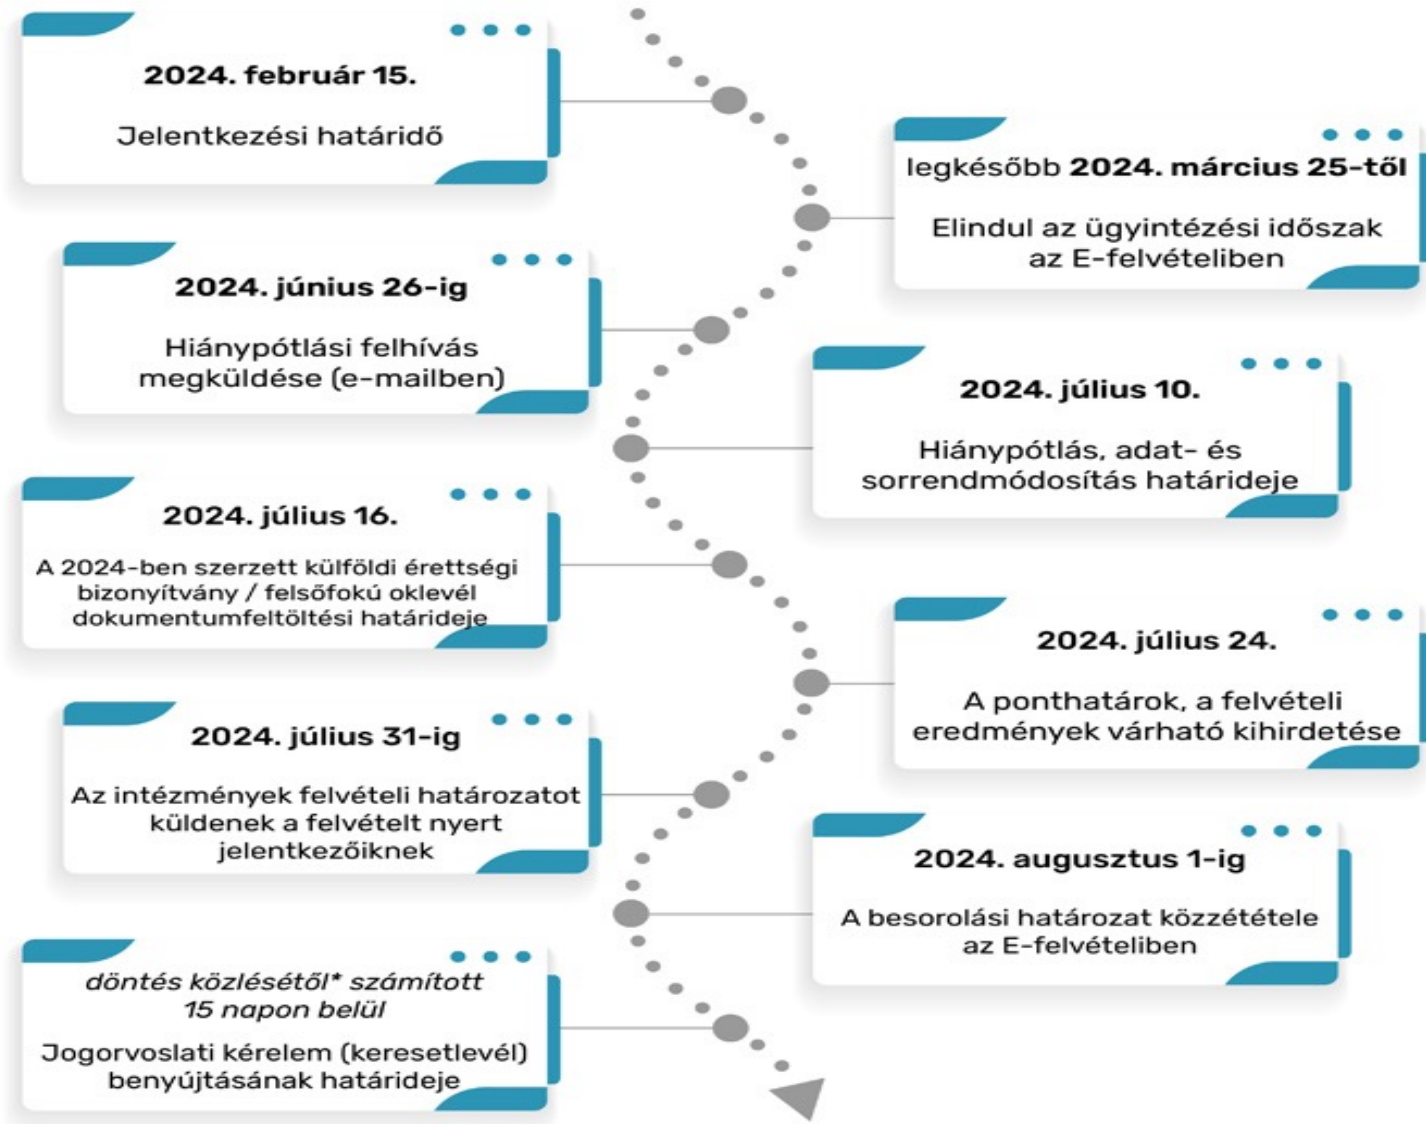 2024. február 15.
Jelentkezési határidő
legkésőbb 2024. március 25-től
Elindul az ügyintézési időszak
az E-felvételiben
2024. június 26-ig
Hiánypótlási felhívás
megküldése (e-mailben)
2024. július 10.
Hiánypótlás, adat- és
sorrendmódosítás határideje
2024. július 16.
A 2024-ben szerzett külföldi érettségi
bizonyítvány / felsőfokú oklevél
dokumentumfeltöltési határideje
2024. július 24.
A ponthatárok, a felvételi
eredmények várható kihirdetése
2024. július 31-ig
Az intézmények felvételi határozatot
küldenek a felvételt nyert
jelentkezőiknek
2024. augusztus 1-ig
A besorolási határozat közzététele
az E-felvételiben
döntés közlésétől* számított
15 napon belül
Jogorvoslati kérelem (keresetlevél)
benyújtásának határideje